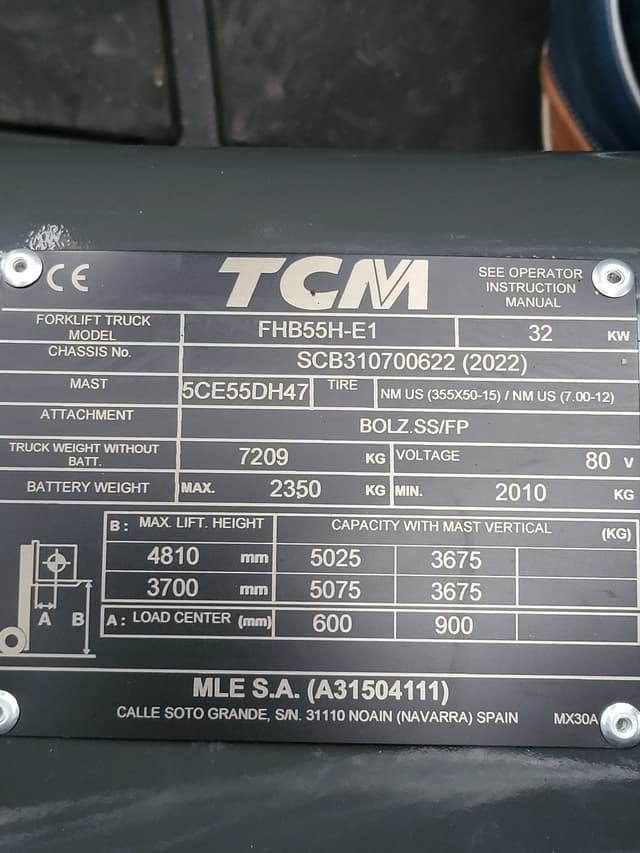 CE
TCM
SEE OPERATOR
INSTRUCTION
MANUAL
FORKLIFT TRUCK
MODEL
FHB55H-E1 32 KW
CHASSIS No. SCB310700622 (2022)
MAST 5CE55DH47 TIRE NM US (355X50-15) / NM US (7.00-12)
ATTACHMENT BOLZ.SS/FP
TRUCK WEIGHT WITHOUT
BATT.
7209 KG VOLTAGE 80 V
BATTERY WEIGHT MAX. 2350 KG MIN. 2010 KG
B: MAX. LIFT. HEIGHT CAPACITY WITH MAST VERTICAL (KG)
4810 mm 5025 3675
3700 mm 5075 3675
A: LOAD CENTER (mm) 600 900
A B
MLE S.A. (A31504111)
CALLE SOTO GRANDE, S/N. 31110 NOAIN (NAVARRA) SPAIN MX30A